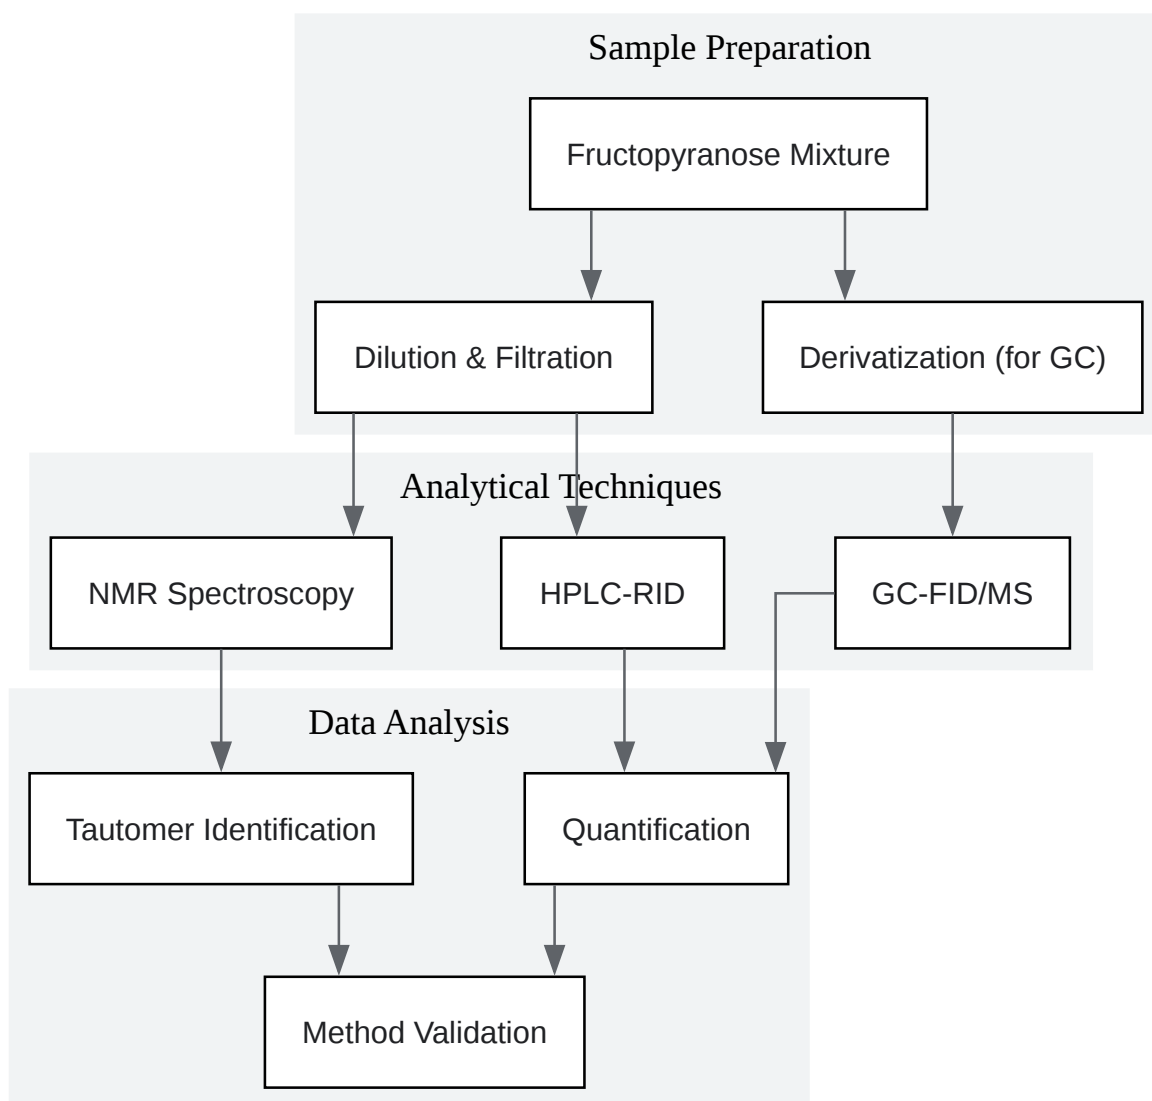 Sample Preparation
Fructopyranose Mixture
Dilution & Filtration
Derivatization (for GC)
Analytical Techniques
NMR Spectroscopy
HPLC-RID
GC-FID/MS
Data Analysis
Tautomer Identification
Quantification
Method Validation